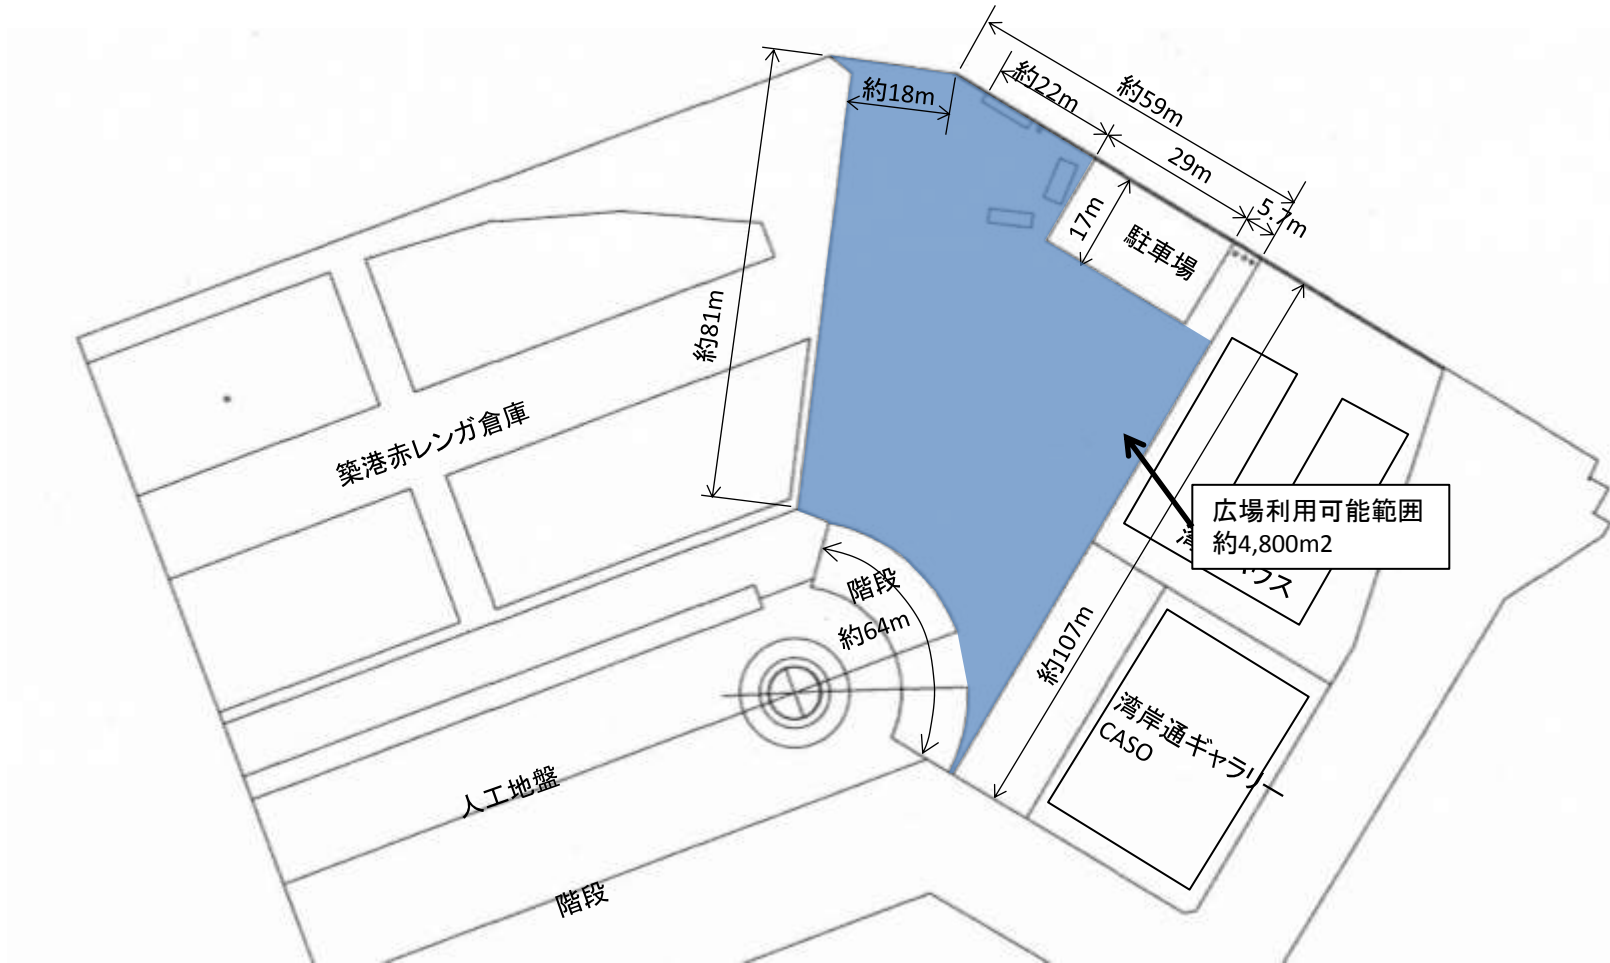 約18m
約22m
約59m
29m
5.7m
17m
駐車場
約81m
築港赤レンガ倉庫
広場利用可能範囲
約4,800m2
ウス
階段
約64m
約107m
湾岸通ギャラリー
CASO
人工地盤
階段